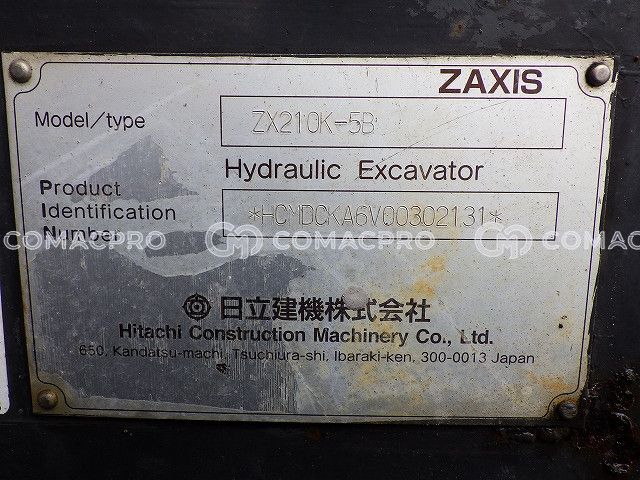 ZAXIS
Model/type ZX210K-5B
Hydraulic Excavator
Product
Identification
Number *HCMDCKA6V00302131*
COMACPRO COMACPRO COMACPRO
日立建機株式会社
Hitachi Construction Machinery Co., Ltd.
650, Kandatsu-machi, Tsuchiura-shi, Ibaraki-ken, 300-0013 Japan